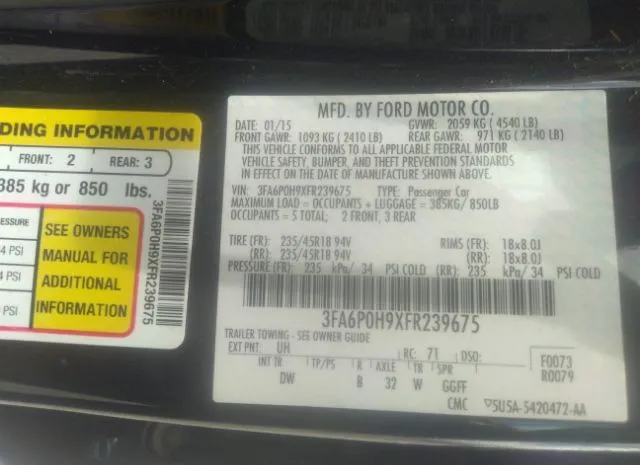 DING INFORMATION
FRONT: 2 REAR: 3
385 kg or 850 lbs.
ESSURE
4 PSI
4 PSI
PSI
SEE OWNERS
MANUAL FOR
ADDITIONAL
INFORMATION
3FA6P0H9XFR239675
MFD. BY FORD MOTOR CO.
DATE: 01/15 GVWR: 2059 KG ( 4540 LB)
FRONT GAWR: 1093 KG ( 2410 LB) REAR GAWR: 971 KG ( 2140 LB)
THIS VEHICLE CONFORMS TO ALL APPLICABLE FEDERAL MOTOR
VEHICLE SAFETY, BUMPER, AND THEFT PREVENTION STANDARDS
IN EFFECT ON THE DATE OF MANUFACTURE SHOWN ABOVE.
VIN: 3FA6P0H9XFR239675 TYPE: Passenger Car
MAXIMUM LOAD = OCCUPANTS + LUGGAGE = 385KG/ 850LB
OCCUPANTS = 5 TOTAL; 2 FRONT, 3 REAR
TIRE (FR): 235/45R18 94V RIMS (FR): 18x8.0J
(RR): 235/45R18 94V (RR): 18x8.0J
PRESSURE (FR): 235 kPa/ 34 PSI COLD (RR): 235 kPa/ 34 PSI COLD
3FA6P0H9XFR239675
TRAILER TOWING - SEE OWNER GUIDE
EXT PNT: UH RC: 71 DSO: F0073
INT TR TP/PS R AXLE TR SPR R0079
DW B 32 W GGFF
CMC ▽5U5A-5420472-AA